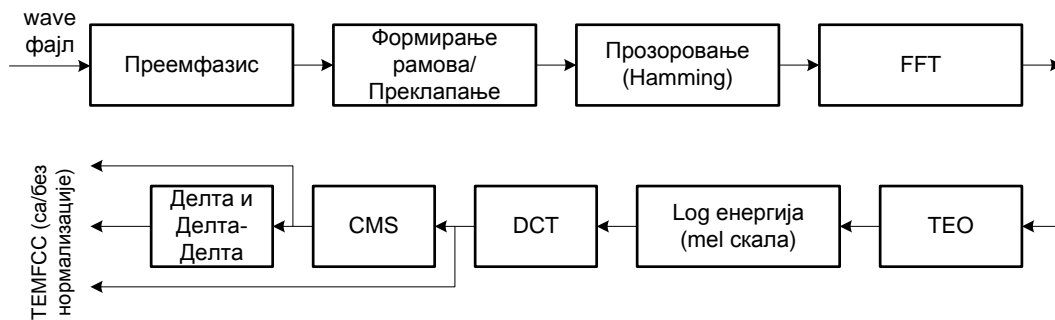 wave
фајл
Преемфазис
Формирање
рамова/
Преклапање
Прозоровање
(Hamming)
FFT
TEMFCC (са/без
нормализације)
Делта и
Делта-
Делта
CMS
DCT
Log енергија
(mel скала)
TEO